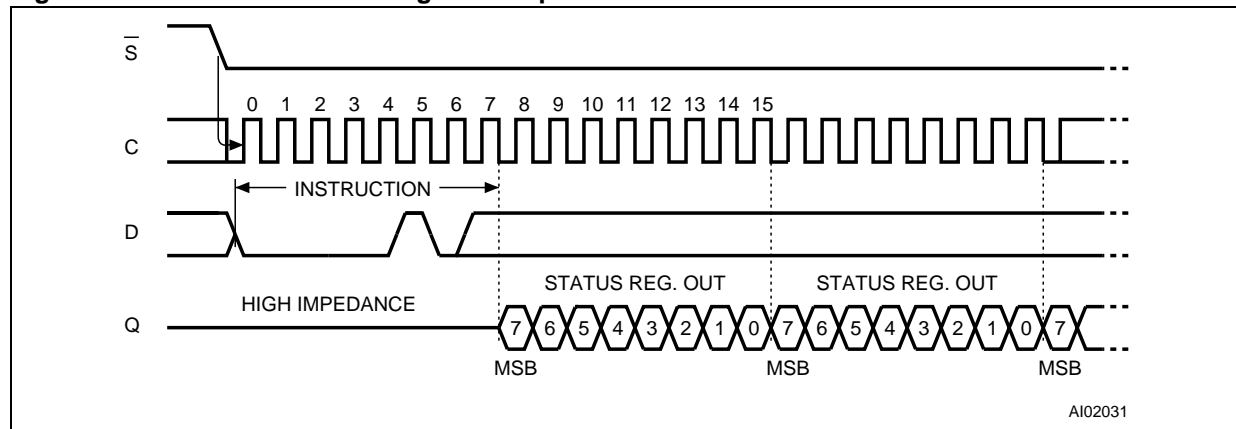 S
0 1 2 3 4 5 6 7 8 9 10 11 12 13 14 15
C
INSTRUCTION
D
STATUS REG. OUT STATUS REG. OUT
HIGH IMPEDANCE
Q 7 6 5 4 3 2 1 0 7 6 5 4 3 2 1 0 7
MSB MSB MSB
AI02031